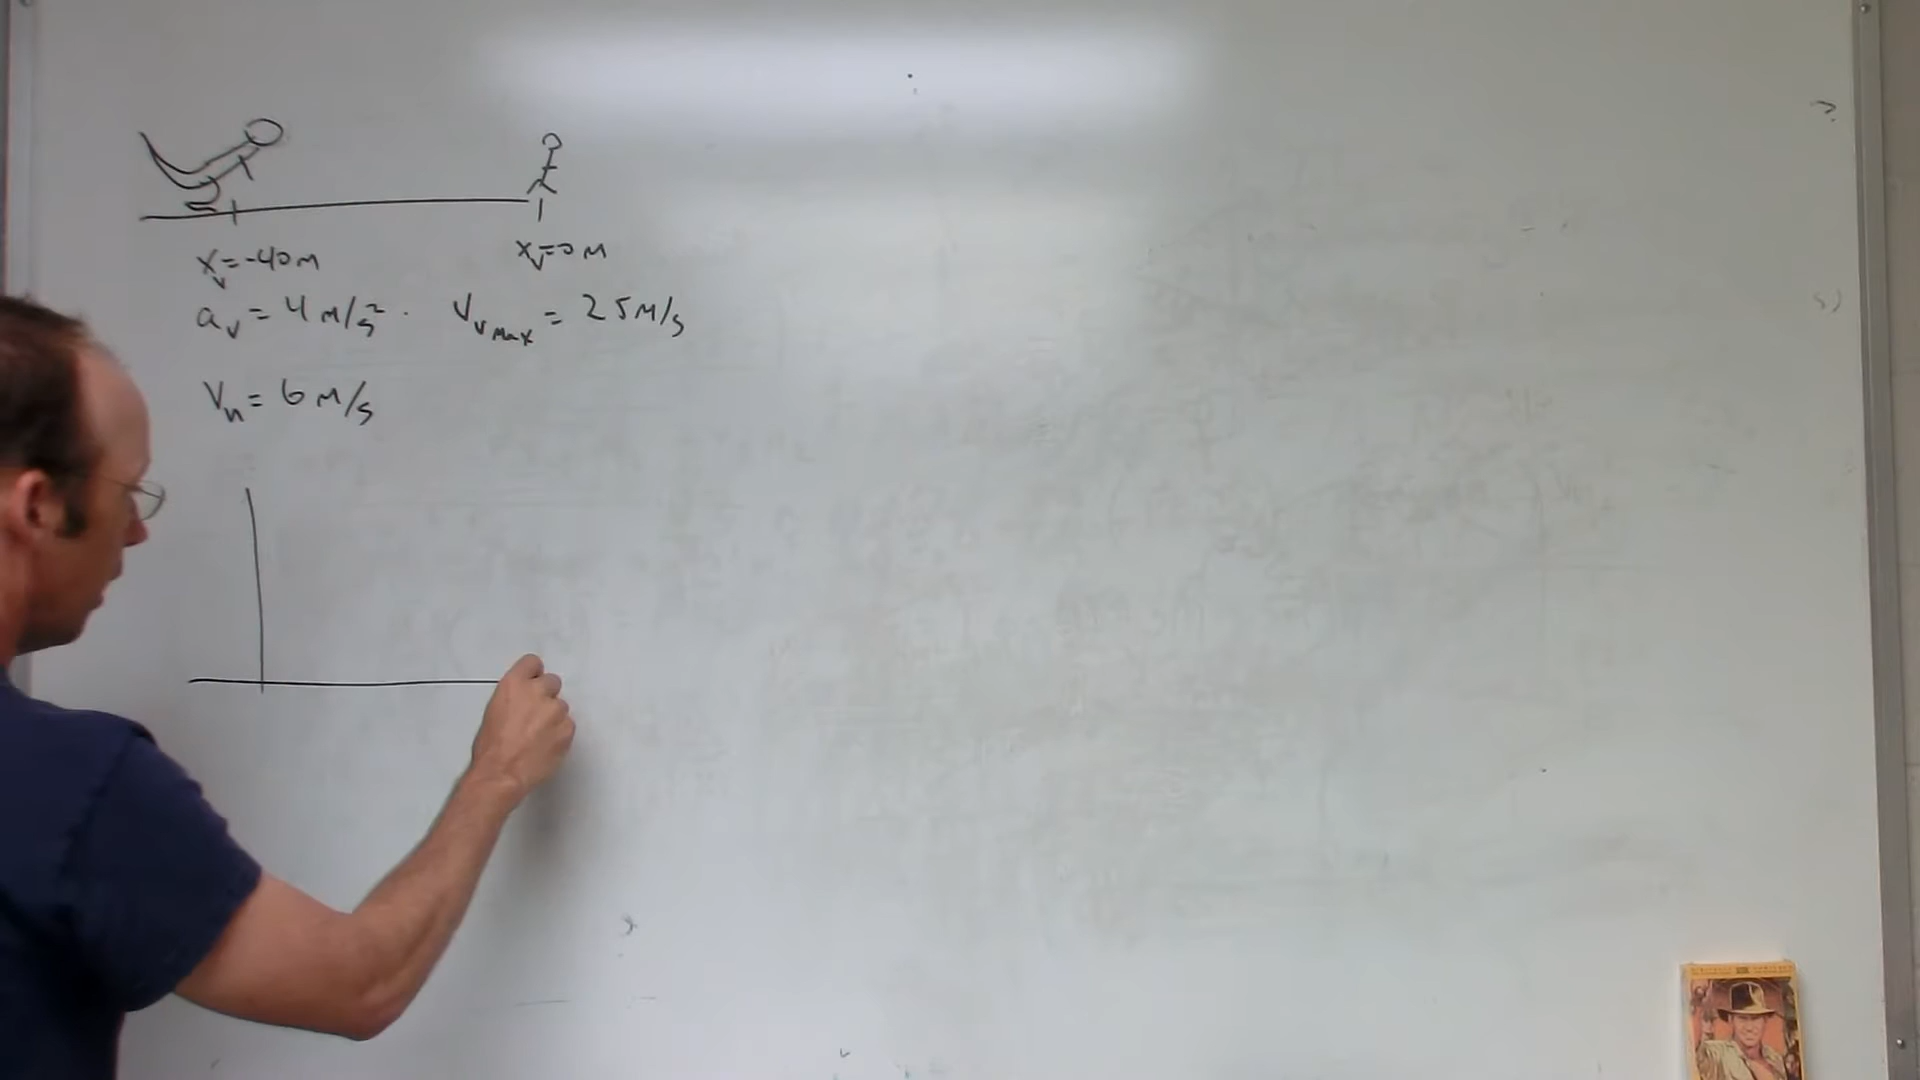 x_v = -40 m
x_v = 0 m
a_v = 4 m/s² .
v_v max = 25 m/s
v_h = 6 m/s